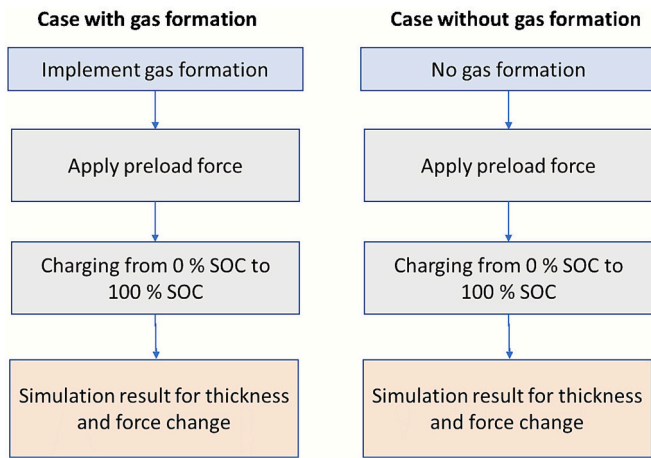 Case with gas formation
Implement gas formation
Apply preload force
Charging from 0 % SOC to
100 % SOC
Simulation result for thickness
and force change
Case without gas formation
No gas formation
Apply preload force
Charging from 0 % SOC to
100 % SOC
Simulation result for thickness
and force change